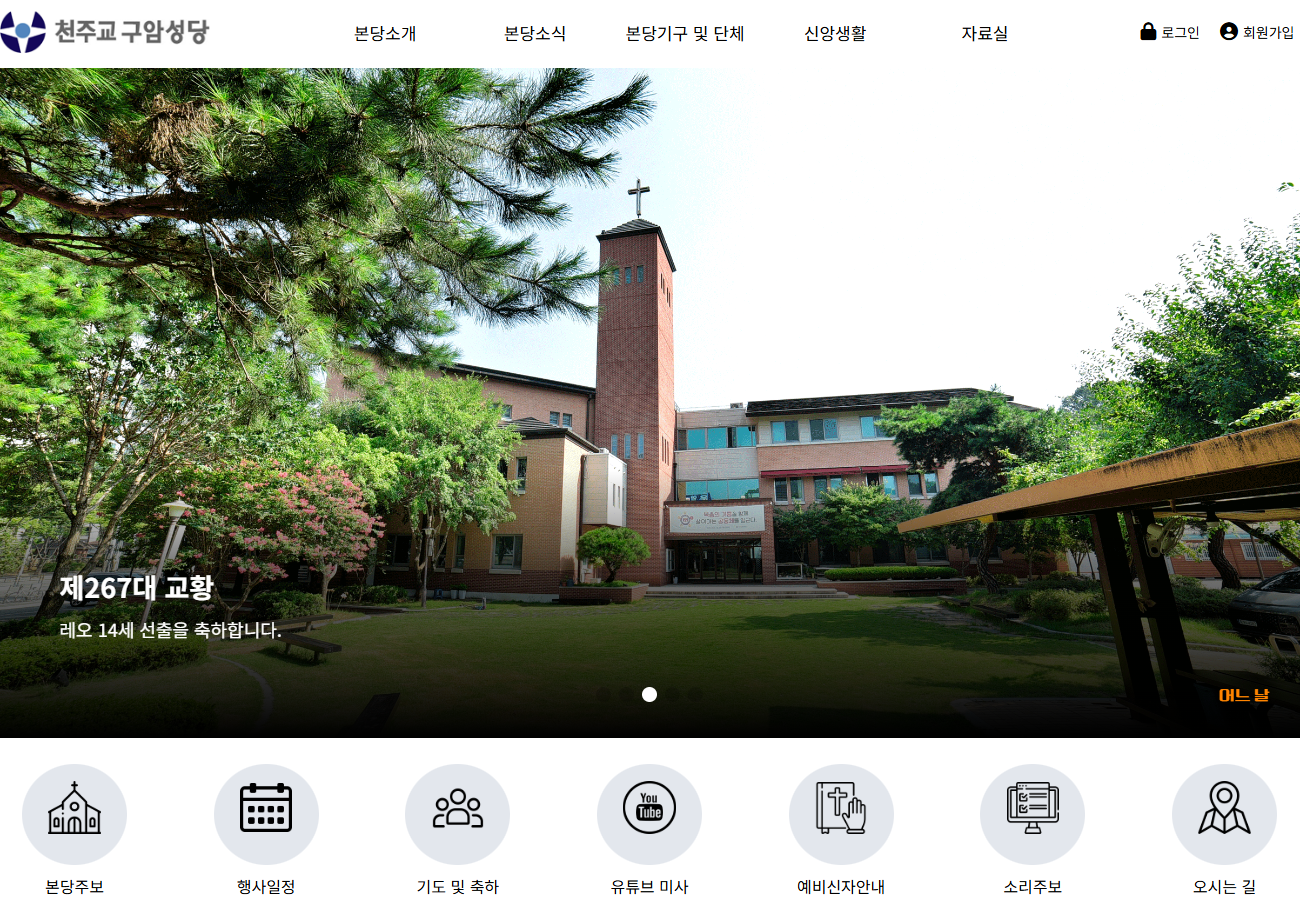 천주교 구암성당
본당소개 본당소식 본당기구 및 단체 신앙생활 자료실 로그인 회원가입
제267대 교황
레오 14세 선출을 축하합니다.
어느 날
You
Tube
본당주보 행사일정 기도 및 축하 유튜브 미사 예비신자안내 소리주보 오시는 길